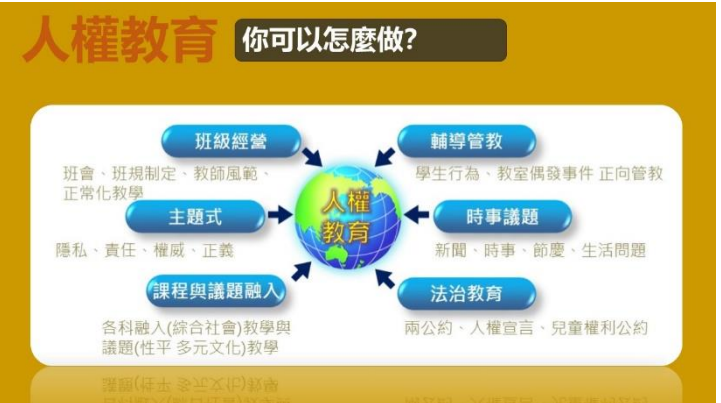 人權教育 你可以怎麼做?
班級經營
班會、班規制定、教師風範、
正常化教學
輔導管教
學生行為、教室偶發事件 正向管教
人權
教育
主題式
隱私、責任、權威、正義
時事議題
新聞、時事、節慶、生活問題
課程與議題融入
各科融入(綜合社會)教學與
議題(性平 多元文化)教學
法治教育
兩公約、人權宣言、兒童權利公約